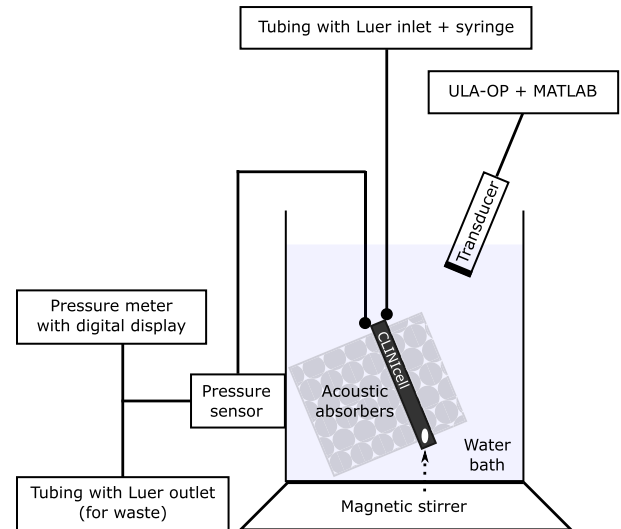 Tubing with Luer inlet + syringe
ULA-OP + MATLAB
Transducer
Pressure meter
with digital display
CLINIcell
Pressure
sensor
Acoustic
absorbers
Water
bath
Tubing with Luer outlet
(for waste)
Magnetic stirrer